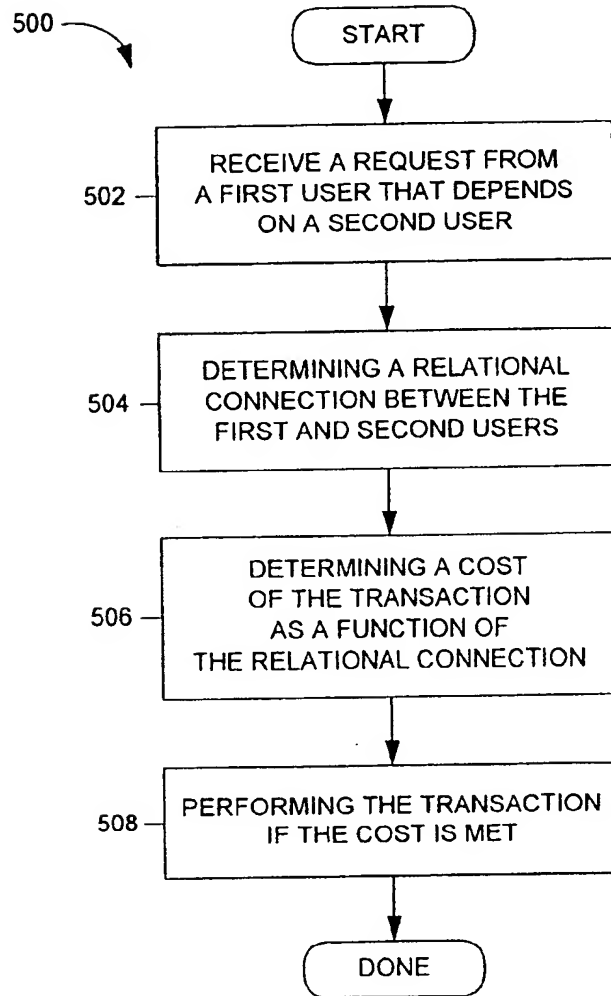 500
START
502
RECEIVE A REQUEST FROM
A FIRST USER THAT DEPENDS
ON A SECOND USER
504
DETERMINING A RELATIONAL
CONNECTION BETWEEN THE
FIRST AND SECOND USERS
506
DETERMINING A COST
OF THE TRANSACTION
AS A FUNCTION OF
THE RELATIONAL CONNECTION
508
PERFORMING THE TRANSACTION
IF THE COST IS MET
DONE